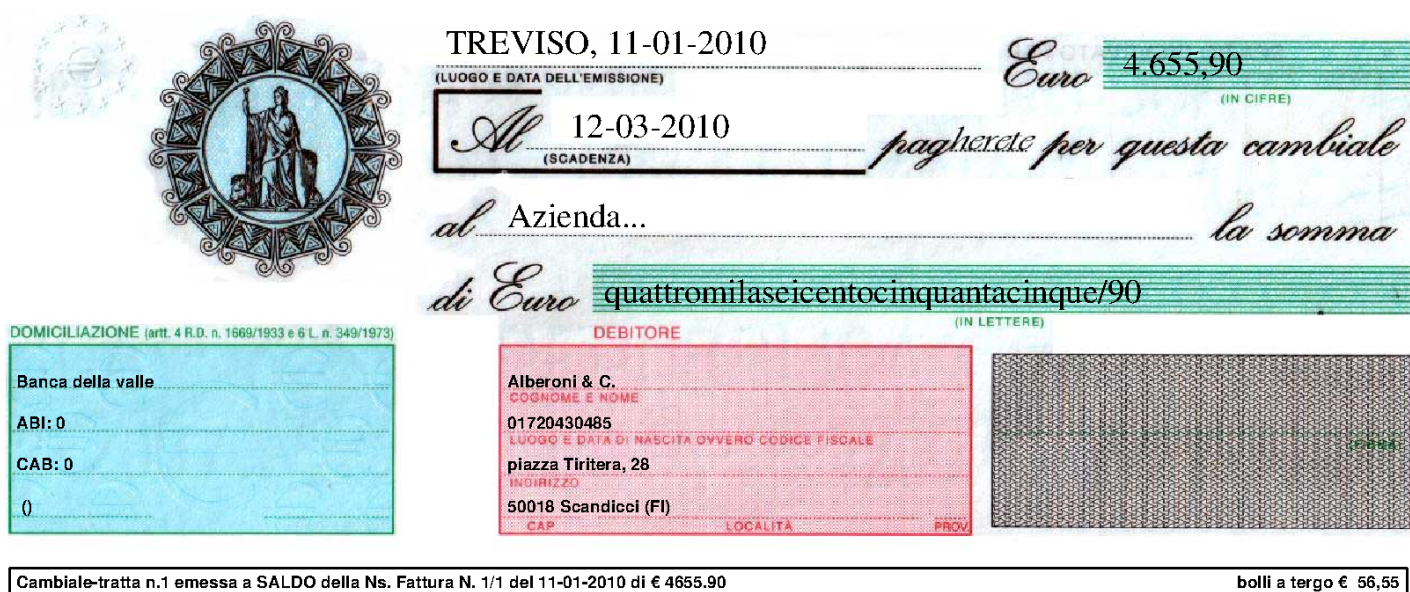 TREVISO, 11-01-2010
(LUOGO E DATA DELL'EMISSIONE)
Euro 4.655,90
(IN CIFRE)
Al 12-03-2010 pagherete per questa cambiale
(SCADENZA)
al Azienda... la somma
di Euro quattromilaseicentocinquantacinque/90
(IN LETTERE)
DOMICILIAZIONE (artt. 4 R.D. n. 1669/1933 e 6 L. n. 349/1973)
Banca della valle
ABI: 0
CAB: 0
()
DEBITORE
Alberoni & C.
COGNOME E NOME
01720430485
LUOGO E DATA DI NASCITA OVVERO CODICE FISCALE
piazza Tiritera, 28
INDIRIZZO
50018 Scandicci (FI)
CAP LOCALITÀ PROV.
(FIRMA)
Cambiale-tratta n.1 emessa a SALDO della Ns. Fattura N. 1/1 del 11-01-2010 di € 4655.90
bolli a tergo € 56,55